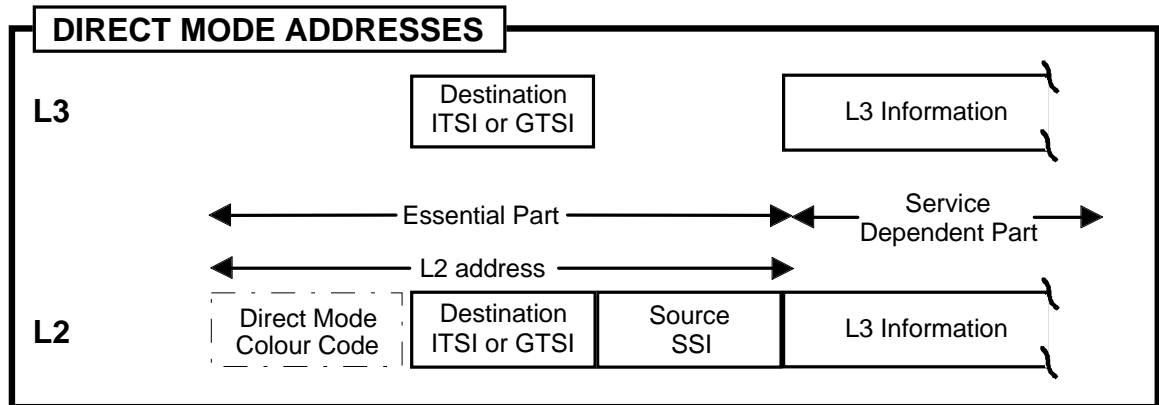 DIRECT MODE ADDRESSES
L3
Destination
ITSI or GTSI
L3 Information
Essential Part
Service
Dependent Part
L2 address
L2
Direct Mode
Colour Code
Destination
ITSI or GTSI
Source
SSI
L3 Information